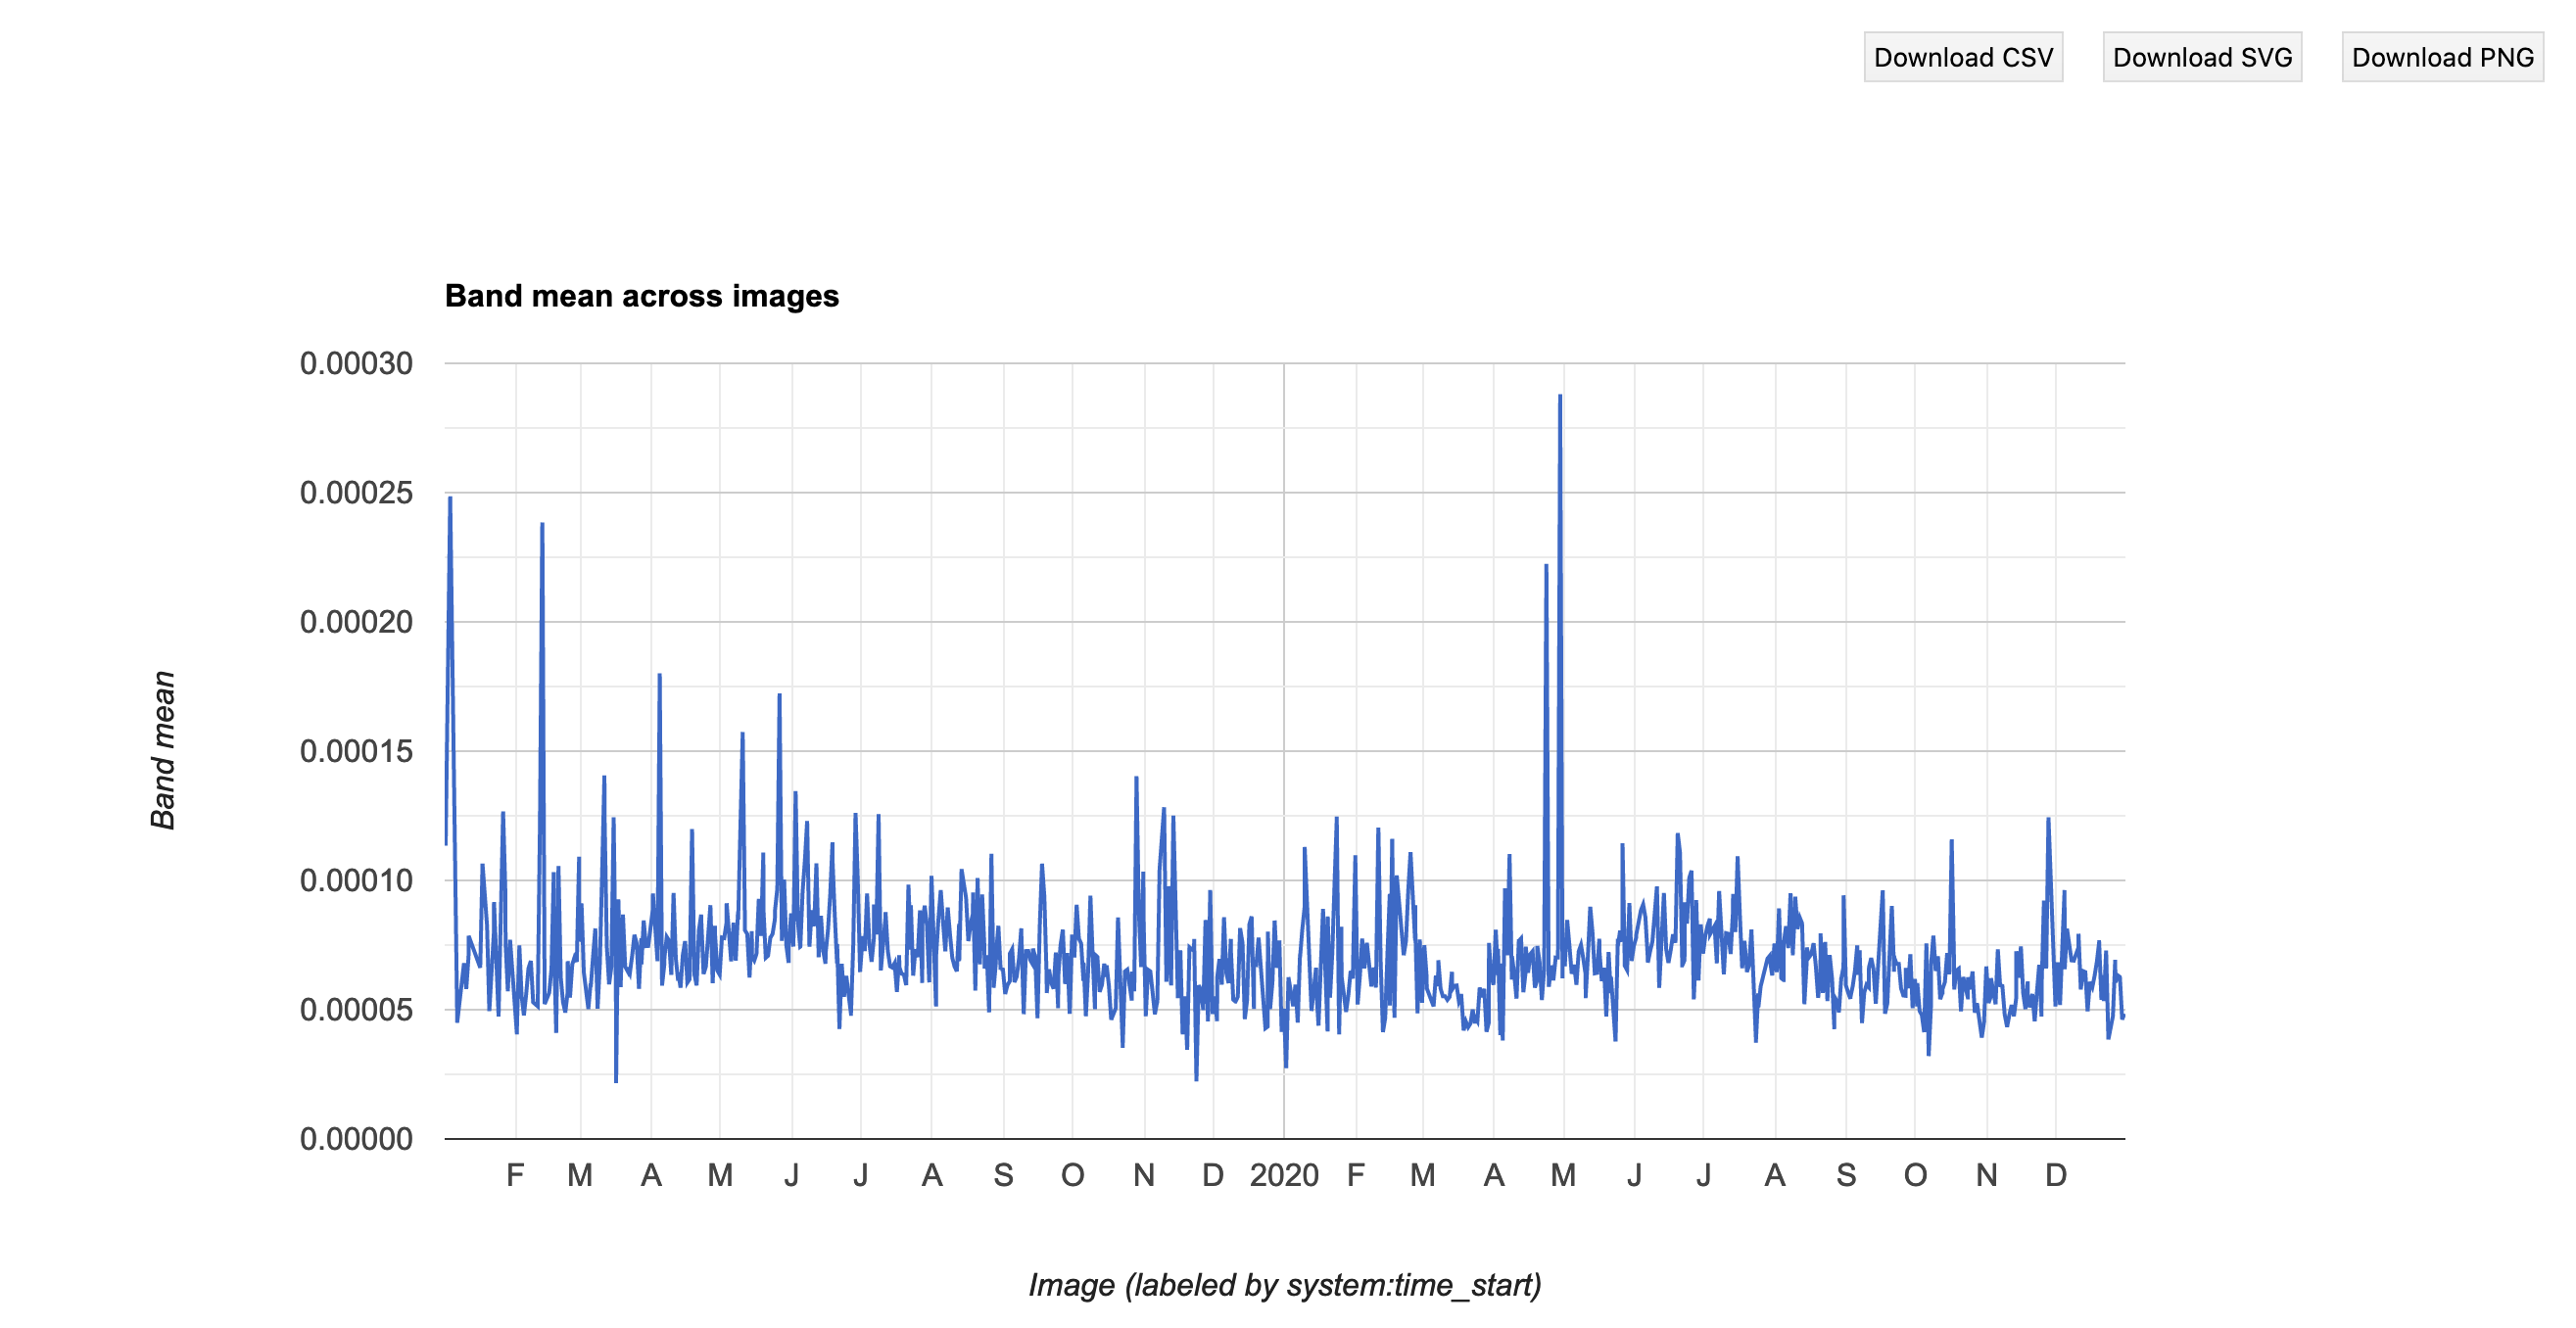 Download CSV Download SVG Download PNG
Band mean across images
0.00030
0.00025
0.00020
0.00015
0.00010
0.00005
0.00000
Band mean
F M A M J J A S O N D 2020 F M A M J J A S O N D
Image (labeled by system:time_start)